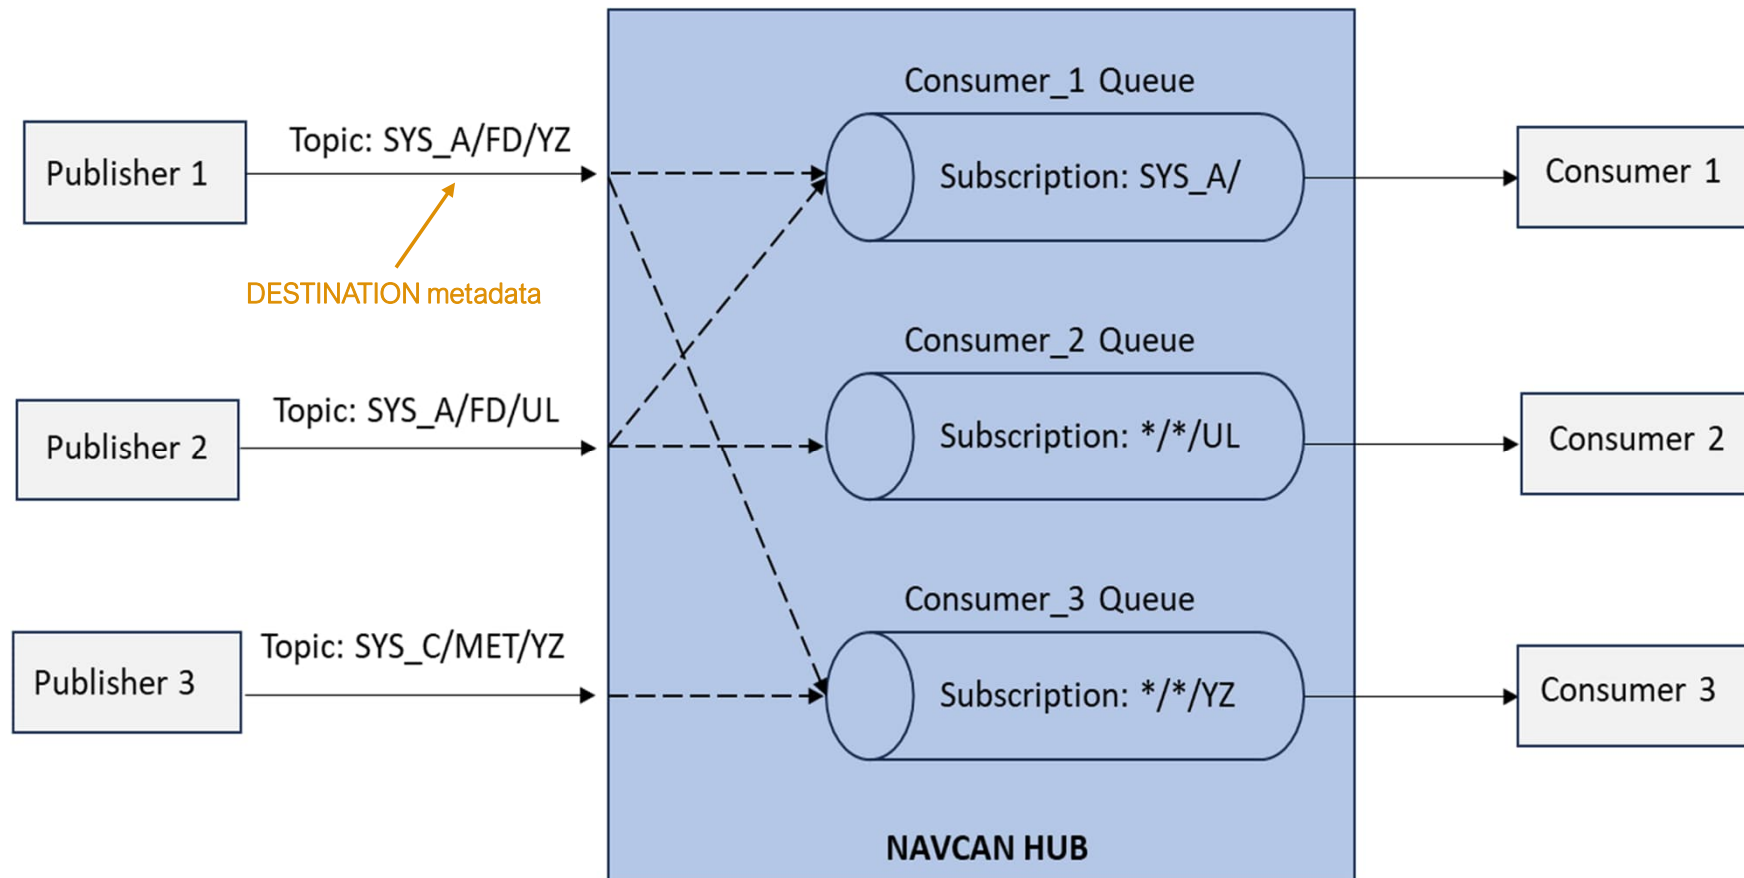 Consumer_1 Queue
Publisher 1
Topic: SYS_A/FD/YZ
Subscription: SYS_A/
Consumer 1
DESTINATION metadata
Consumer_2 Queue
Publisher 2
Topic: SYS_A/FD/UL
Subscription: */*/UL
Consumer 2
Consumer_3 Queue
Publisher 3
Topic: SYS_C/MET/YZ
Subscription: */*/YZ
Consumer 3
NAVCAN HUB